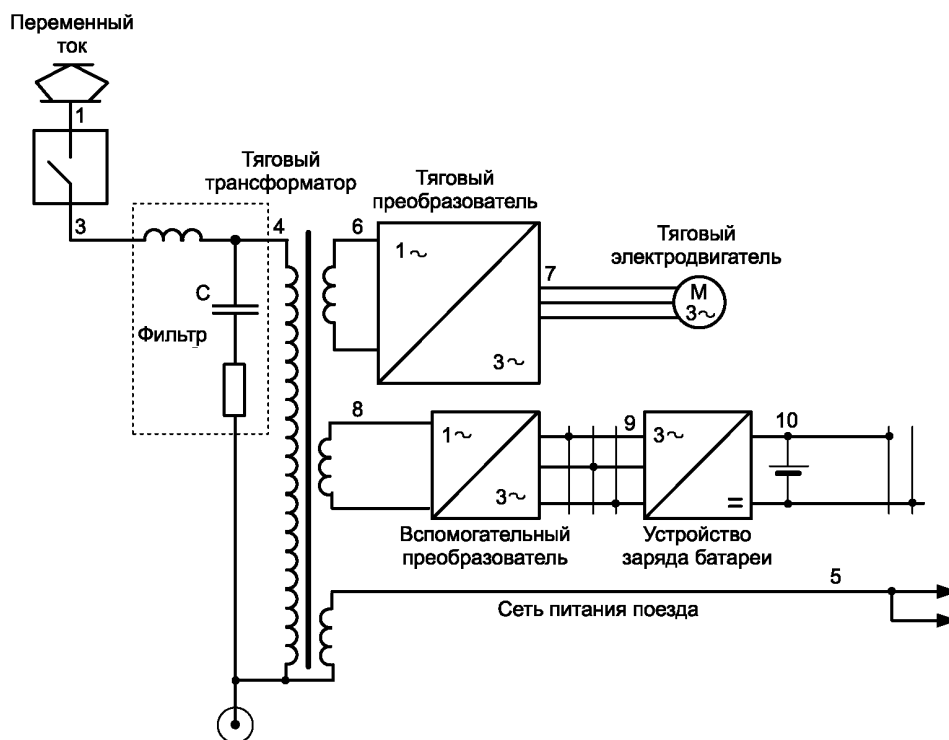 Переменный
ток
1
3
Тяговый
трансформатор
4
C
Фильтр
Тяговый
преобразователь
6
1~
3~
7
Тяговый
электродвигатель
M
3~
8
1~
3~
Вспомогательный
преобразователь
9
3~
=
Устройство
заряда батареи
10
5
Сеть питания поезда